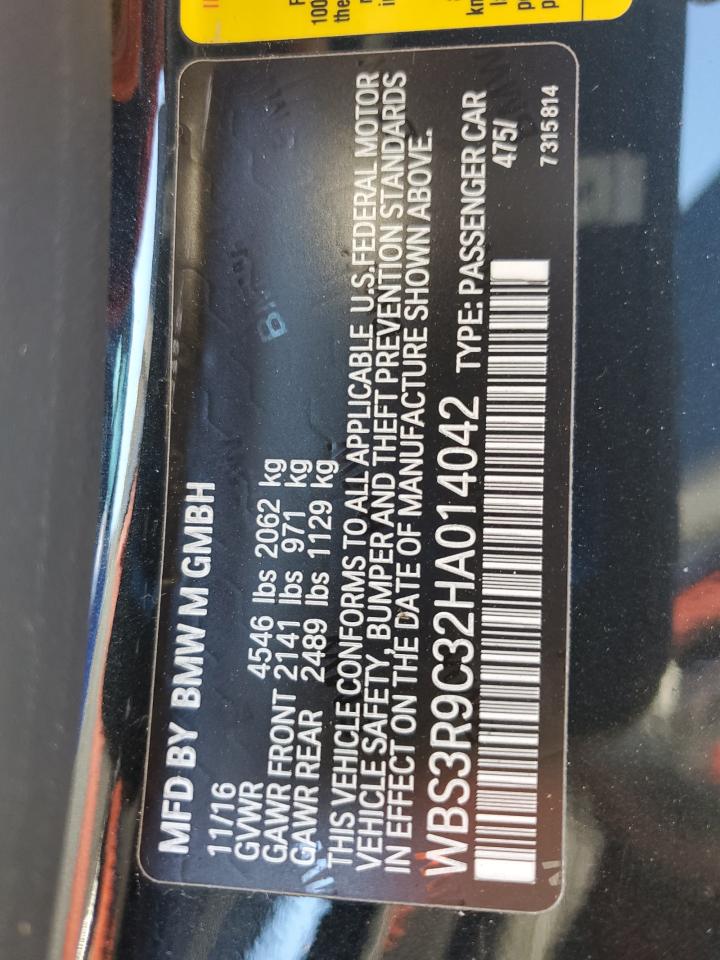 MFD BY BMW M GMBH
11/16
GVWR 4546 lbs 2062 kg
GAWR FRONT 2141 lbs 971 kg
GAWR REAR 2489 lbs 1129 kg
THIS VEHICLE CONFORMS TO ALL APPLICABLE U.S.FEDERAL MOTOR
VEHICLE SAFETY, BUMPER AND THEFT PREVENTION STANDARDS
IN EFFECT ON THE DATE OF MANUFACTURE SHOWN ABOVE.
WBS3R9C32HA014042 TYPE: PASSENGER CAR
475/
7315814